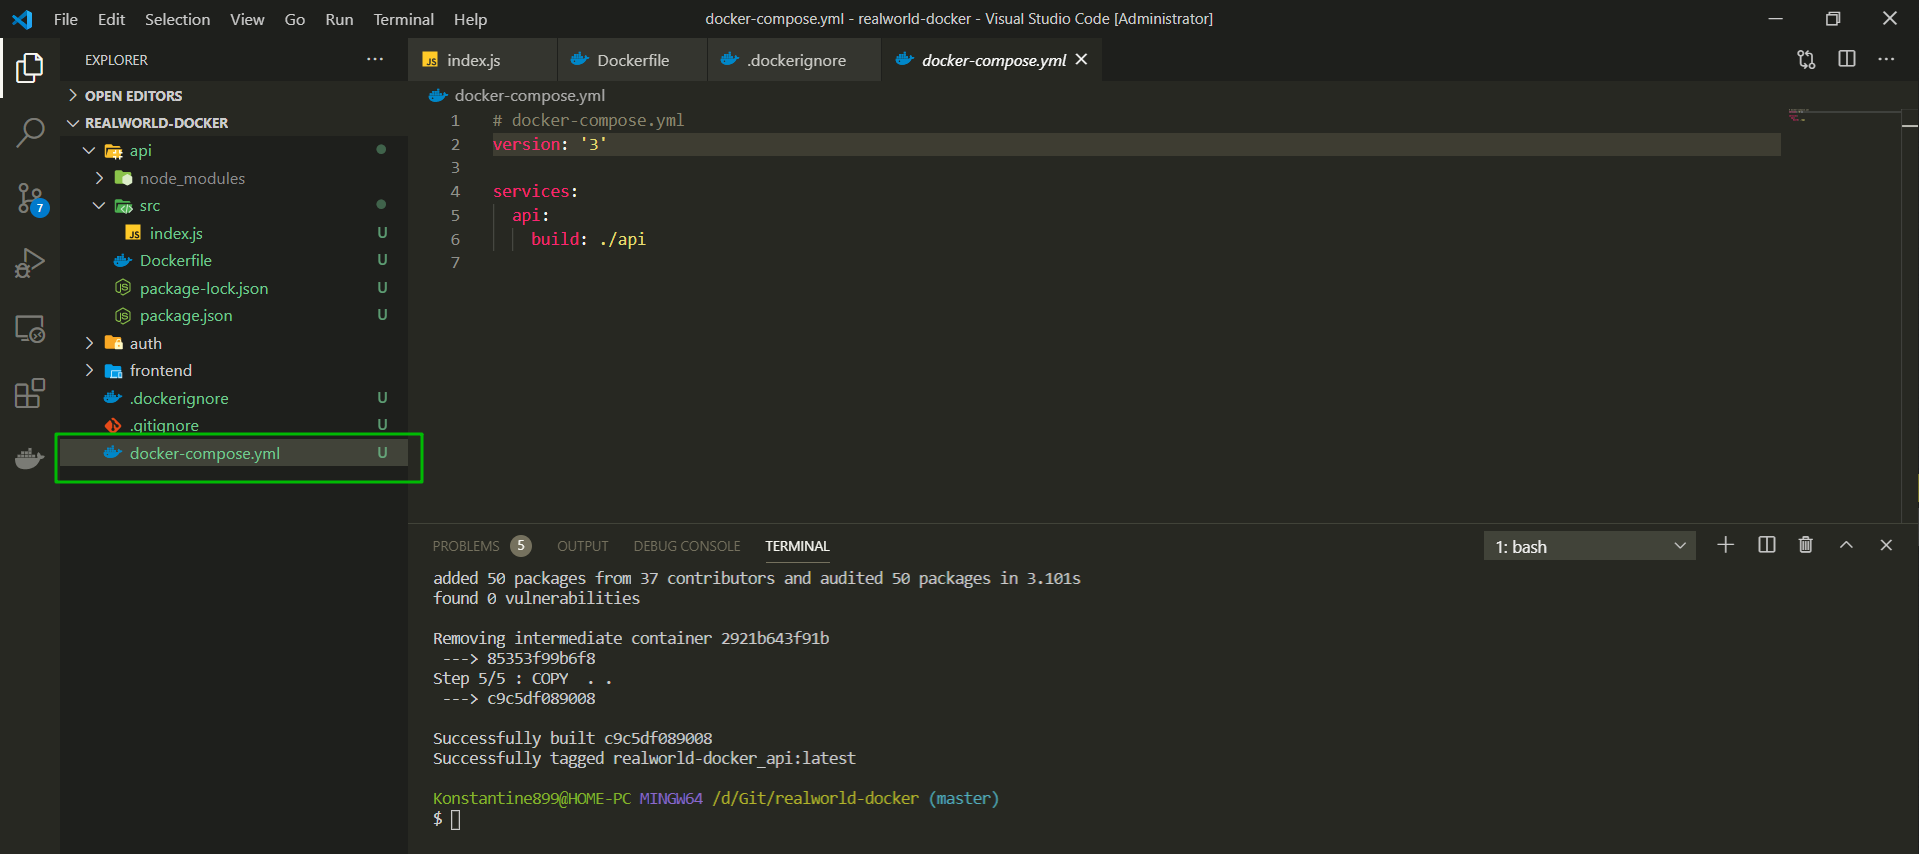 File Edit Selection View Go Run Terminal Help
docker-compose.yml - realworld-docker - Visual Studio Code [Administrator]
EXPLORER
OPEN EDITORS
REALWORLD-DOCKER
api
node_modules
src
index.js U
Dockerfile U
package-lock.json U
package.json U
auth
frontend
.dockerignore U
.gitignore U
docker-compose.yml U
7
JS index.js Dockerfile .dockerignore docker-compose.yml
docker-compose.yml
1 # docker-compose.yml
2 version: '3'
3
4 services:
5 api:
6 build: ./api
7
PROBLEMS 5 OUTPUT DEBUG CONSOLE TERMINAL
1: bash
added 50 packages from 37 contributors and audited 50 packages in 3.101s
found 0 vulnerabilities
Removing intermediate container 2921b643f91b
---> 85353f99b6f8
Step 5/5 : COPY . .
---> c9c5df089008
Successfully built c9c5df089008
Successfully tagged realworld-docker_api:latest
Konstantine899@HOME-PC MINGW64 /d/Git/realworld-docker (master)
$